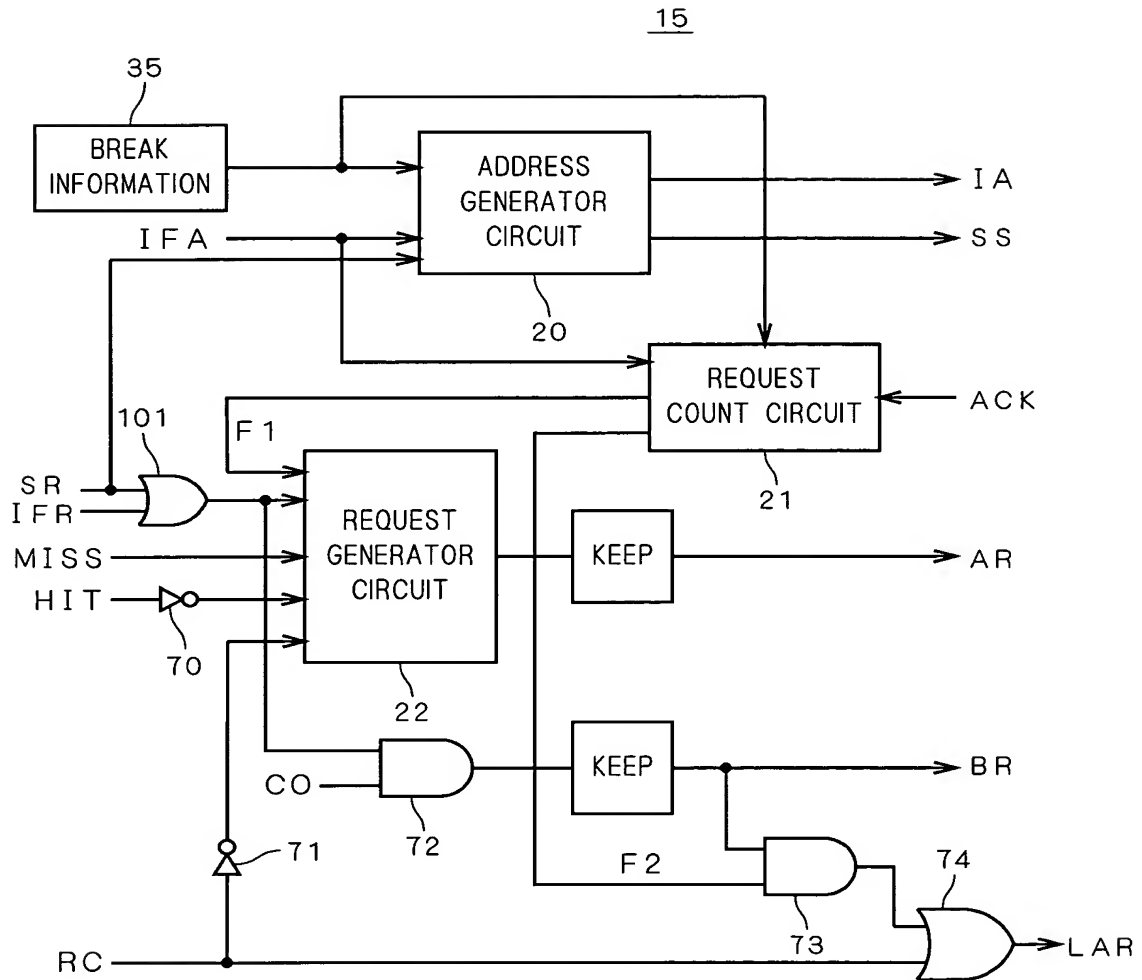 15
35
BREAK
INFORMATION
ADDRESS
GENERATOR
CIRCUIT
IA
IFA
SS
20
REQUEST
COUNT CIRCUIT
ACK
101
F1
21
SR
IFR
REQUEST
GENERATOR
CIRCUIT
KEEP
AR
MISS
HIT
70
22
KEEP
BR
CO
72
71
F2
74
73
RC
LAR